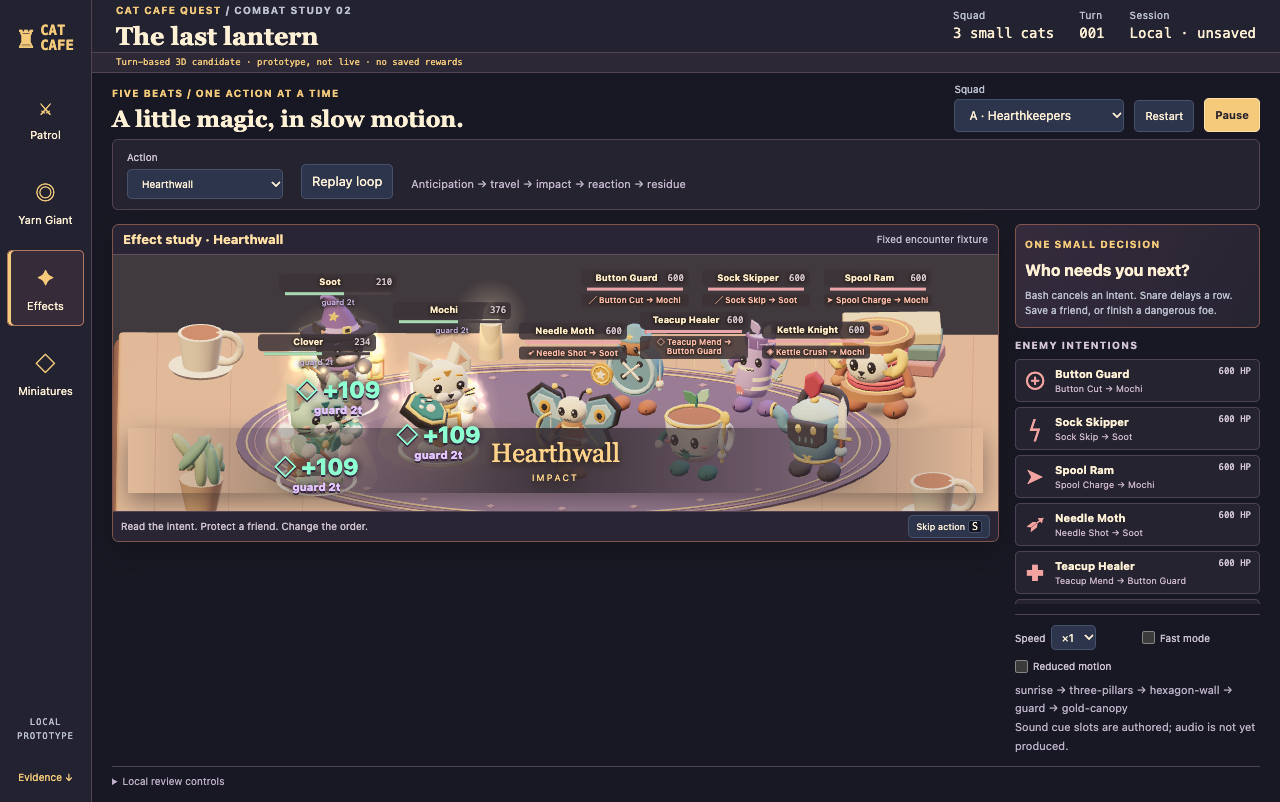 CAT CAFE
Patrol
Yarn Giant
Effects
Miniatures
LOCAL PROTOTYPE
Evidence ↓
CAT CAFE QUEST / COMBAT STUDY 02
The last lantern
Squad
3 small cats
Turn
001
Session
Local · unsaved
Turn-based 3D candidate · prototype, not live · no saved rewards
FIVE BEATS / ONE ACTION AT A TIME
A little magic, in slow motion.
Squad
A · Hearthkeepers
Restart
Pause
Action
Hearthwall
Replay loop
Anticipation → travel → impact → reaction → residue
Effect study · Hearthwall
Fixed encounter fixture
Soot 210
guard 2t
Mochi 376
guard 2t
Clover 234
guard 2t
Button Guard 600
Button Cut → Mochi
Sock Skipper 600
Sock Skip → Soot
Spool Ram 600
Spool Charge → Mochi
Needle Moth 600
Needle Shot → Soot
Teacup Healer 600
Teacup Mend →
Button Guard
Kettle Knight 600
Kettle Crush → Mochi
+109
guard 2t
+109
guard 2t
+109
guard 2t
Hearthwall
IMPACT
Read the intent. Protect a friend. Change the order.
Skip action S
ONE SMALL DECISION
Who needs you next?
Bash cancels an intent. Snare delays a row.
Save a friend, or finish a dangerous foe.
ENEMY INTENTIONS
Button Guard 600 HP
Button Cut → Mochi
Sock Skipper 600 HP
Sock Skip → Soot
Spool Ram 600 HP
Spool Charge → Mochi
Needle Moth 600 HP
Needle Shot → Soot
Teacup Healer 600 HP
Teacup Mend → Button Guard
Speed ×1
Fast mode
Reduced motion
sunrise → three-pillars → hexagon-wall →
guard → gold-canopy
Sound cue slots are authored; audio is not yet
produced.
Local review controls